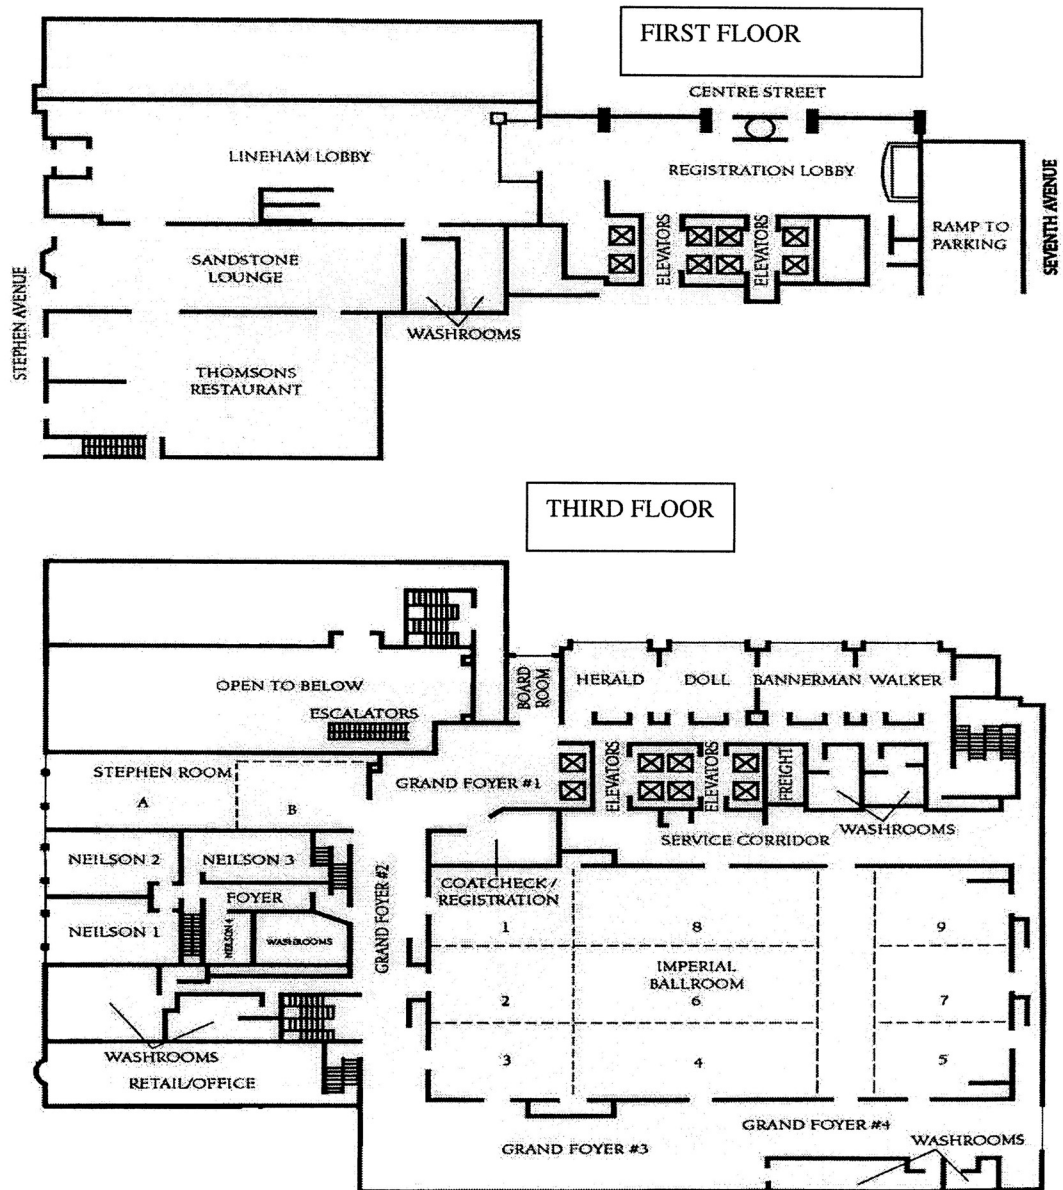 FIRST FLOOR
CENTRE STREET
LINEHAM LOBBY
REGISTRATION LOBBY
ELEVATORS
ELEVATORS
RAMP TO
PARKING
SEVENTH AVENUE
SANDSTONE
LOUNGE
STEPHEN AVENUE
WASHROOMS
THOMSONS
RESTAURANT
THIRD FLOOR
OPEN TO BELOW
ESCALATORS
BOARD
ROOM
HERALD
DOLL
BANNERMAN
WALKER
STEPHEN ROOM
A
B
GRAND FOYER #1
ELEVATORS
ELEVATORS
FREIGHT
WASHROOMS
SERVICE CORRIDOR
NEILSON 2
NEILSON 3
FOYER
NEILSON 1
NEILSON 4
WASHROOMS
GRAND FOYER #2
COATCHECK/
REGISTRATION
1
8
9
IMPERIAL
BALLROOM
2
6
7
3
4
5
WASHROOMS
RETAIL/OFFICE
GRAND FOYER #3
GRAND FOYER #4
WASHROOMS